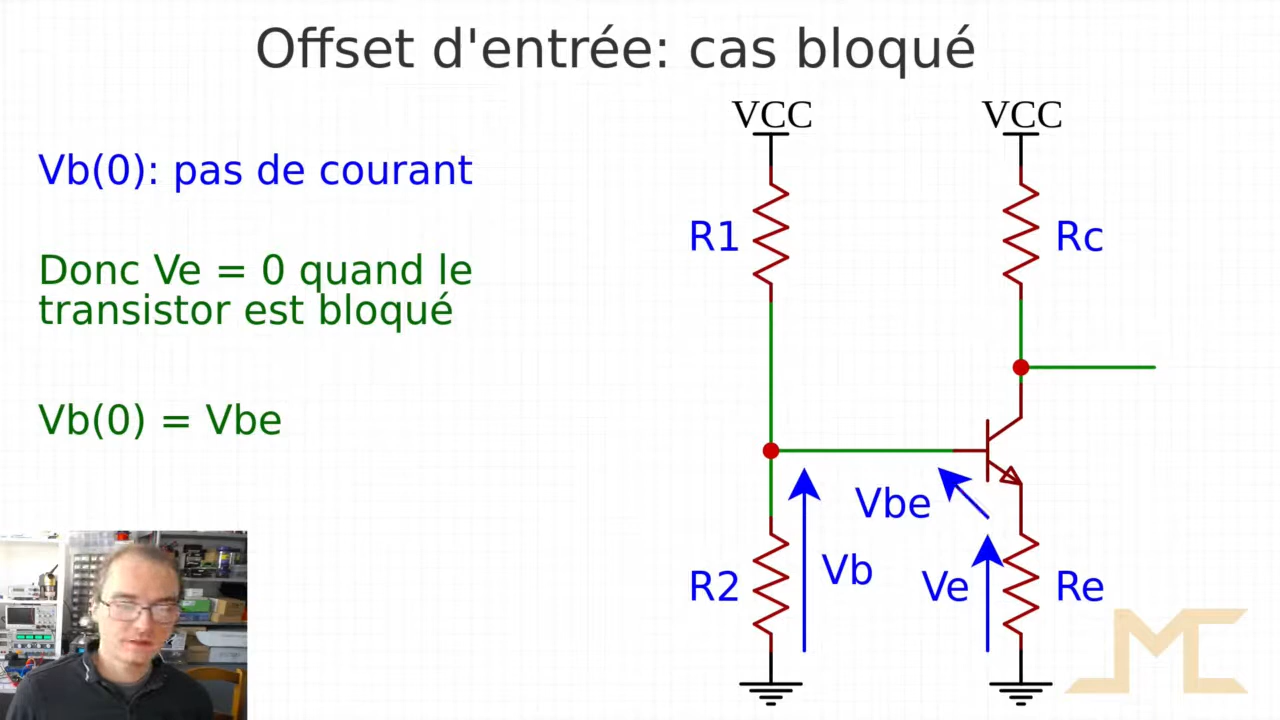 Offset d'entrée: cas bloqué
Vb(0): pas de courant
Donc Ve = 0 quand le
transistor est bloqué
Vb(0) = Vbe
VCC
VCC
R1
Rc
Vbe
Vb
Ve
R2
Re
MC